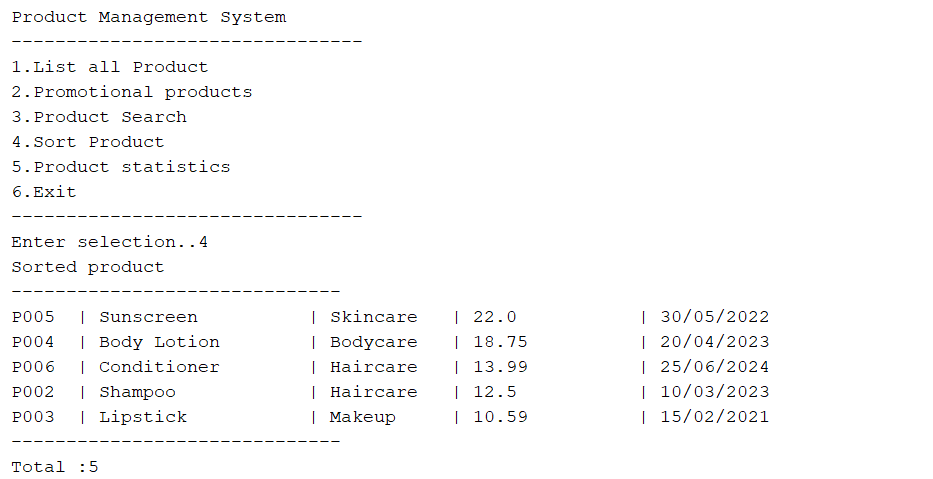 Product Management System
--------------------------------
1.List all Product
2.Promotional products
3.Product Search
4.Sort Product
5.Product statistics
6.Exit
--------------------------------
Enter selection..4
Sorted product
------------------------------
P005  | Sunscreen          | Skincare   | 22.0           | 30/05/2022
P004  | Body Lotion        | Bodycare   | 18.75          | 20/04/2023
P006  | Conditioner        | Haircare   | 13.99          | 25/06/2024
P002  | Shampoo            | Haircare   | 12.5           | 10/03/2023
P003  | Lipstick           | Makeup     | 10.59          | 15/02/2021
------------------------------
Total :5